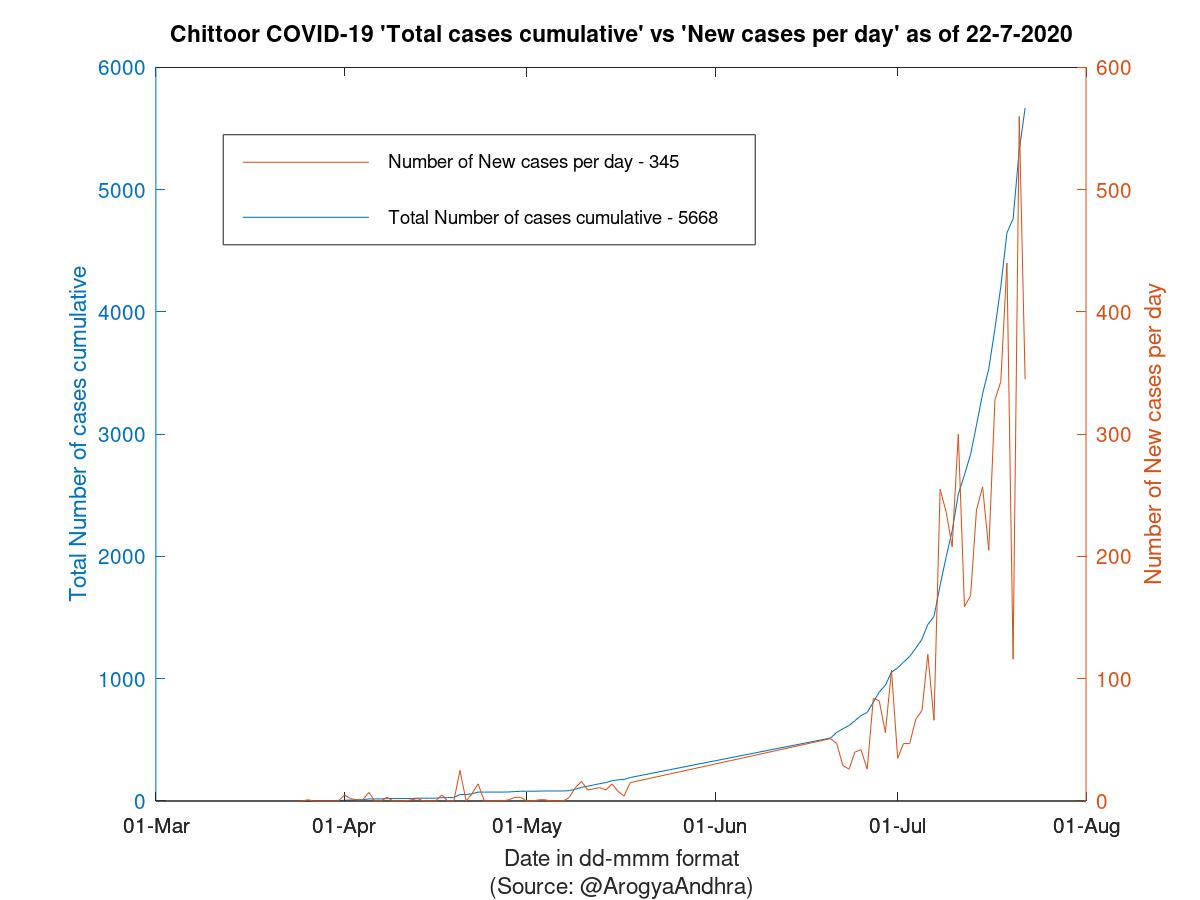 Chittoor COVID-19 'Total cases cumulative' vs 'New cases per day' as of 22-7-2020
6000
5000
4000
3000
2000
1000
0
Total Number of cases cumulative
Number of New cases per day - 345
Total Number of cases cumulative - 5668
600
500
400
300
200
100
0
Number of New cases per day
01-Mar 01-Apr 01-May 01-Jun 01-Jul 01-Aug
Date in dd-mmm format
(Source: @ArogyaAndhra)